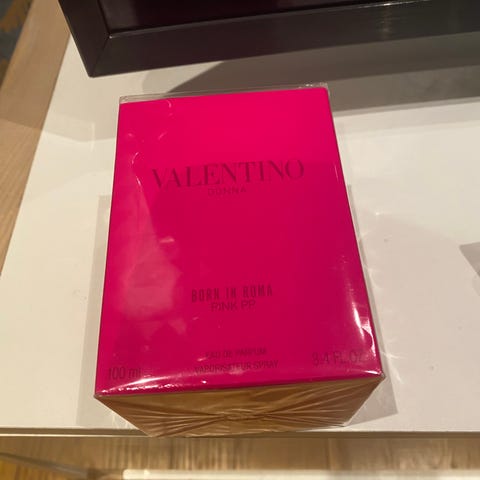 VALENTINO
DONNA
BORN IN ROMA
PINK PP
EAU DE PARFUM
100 ml VAPORISATEUR SPRAY 3.4 FL.OZ